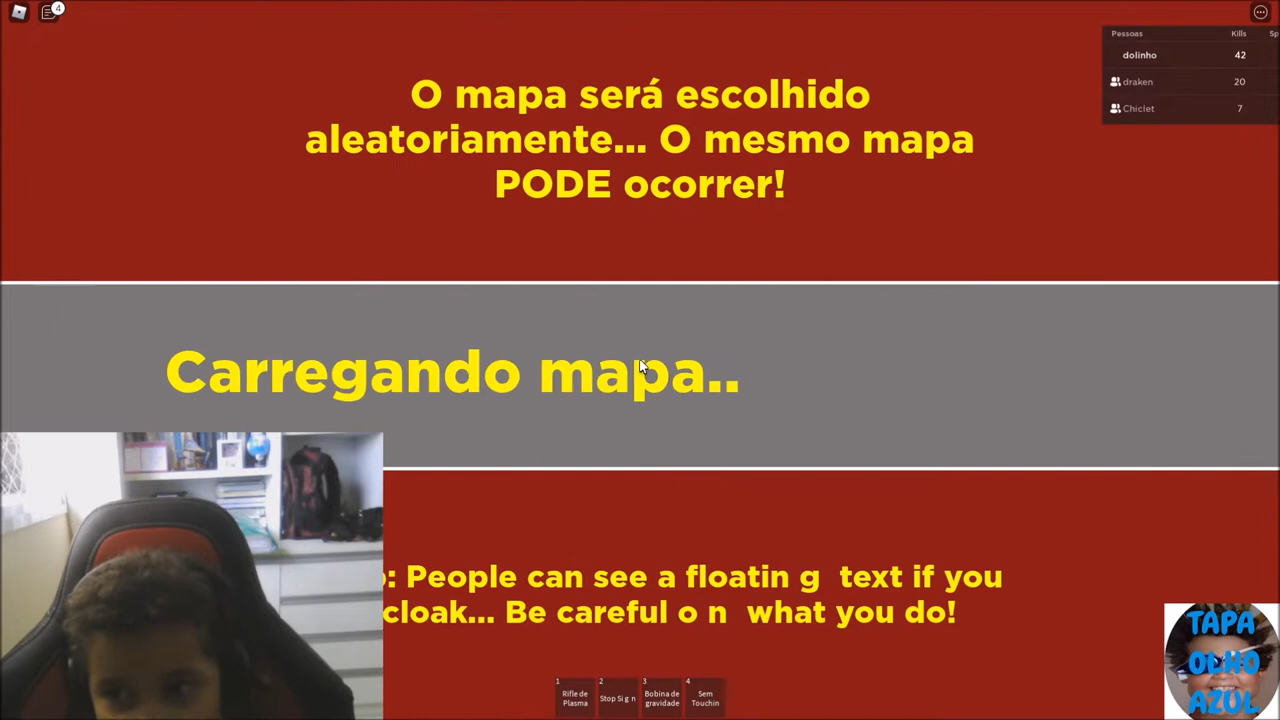 4
Pessoas Kills Sp
dolinho 42
draken 20
Chiclet 7
O mapa será escolhido
aleatoriamente... O mesmo mapa
PODE ocorrer!
Carregando mapa..
: People can see a floatin g text if you
cloak... Be careful o n what you do!
1 2 3 4
Rifle de Plasma Stop Si g n Bobina de gravidade Sem Touchin
TAPA
OLHO
AZUL